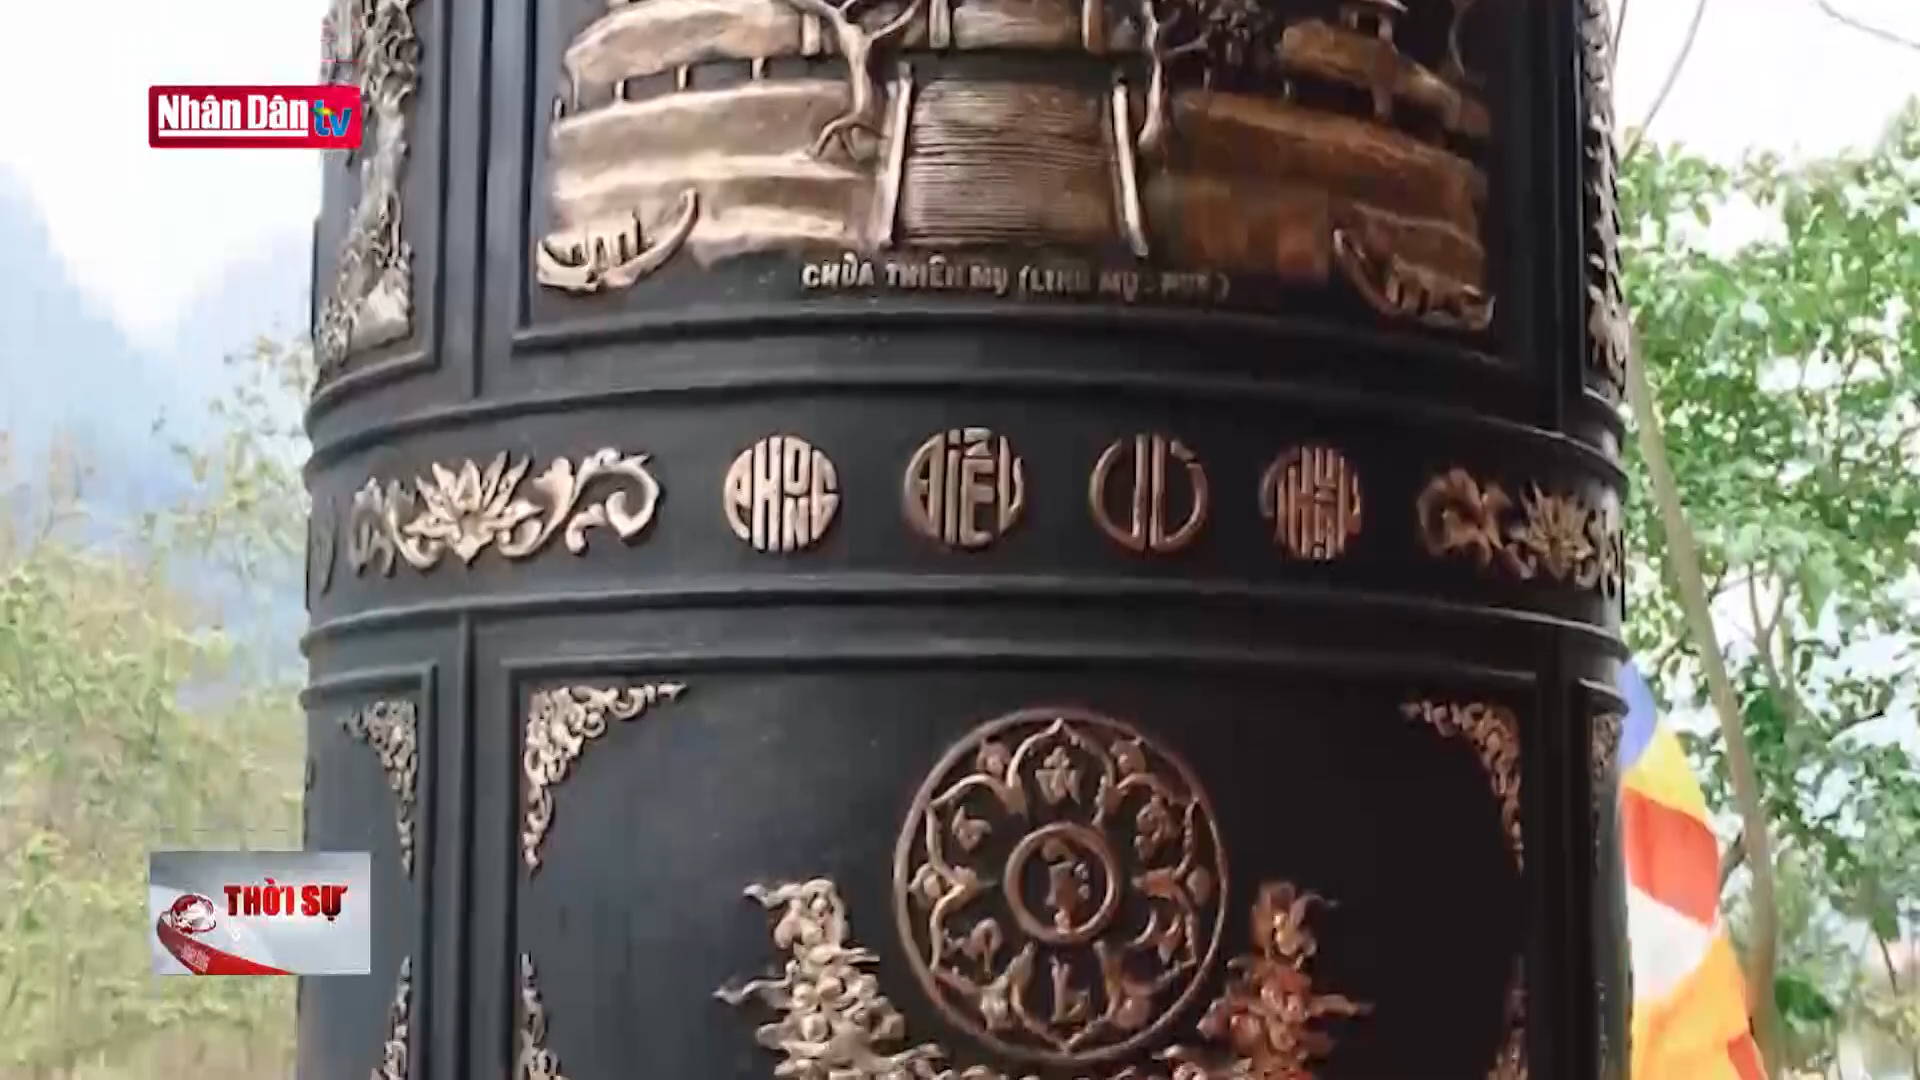 Nhân Dân tv
CHÙA THIÊN MỤ (LINH MỤ - HUẾ)
PHONG ĐIỀU VŨ THUẬN
THỜI SỰ